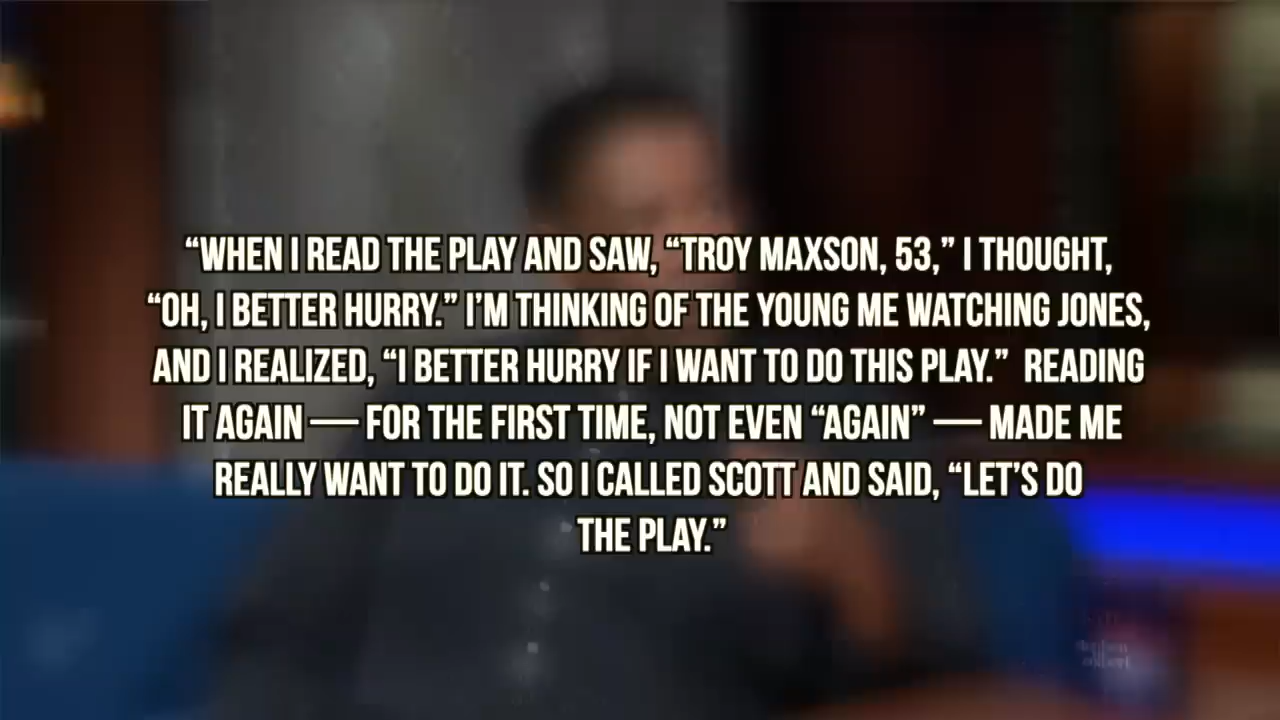 “WHEN I READ THE PLAY AND SAW, “TROY MAXSON, 53,” I THOUGHT,
“OH, I BETTER HURRY.” I’M THINKING OF THE YOUNG ME WATCHING JONES,
AND I REALIZED, “I BETTER HURRY IF I WANT TO DO THIS PLAY.”  READING
IT AGAIN — FOR THE FIRST TIME, NOT EVEN “AGAIN” — MADE ME
REALLY WANT TO DO IT. SO I CALLED SCOTT AND SAID, “LET’S DO
THE PLAY.”